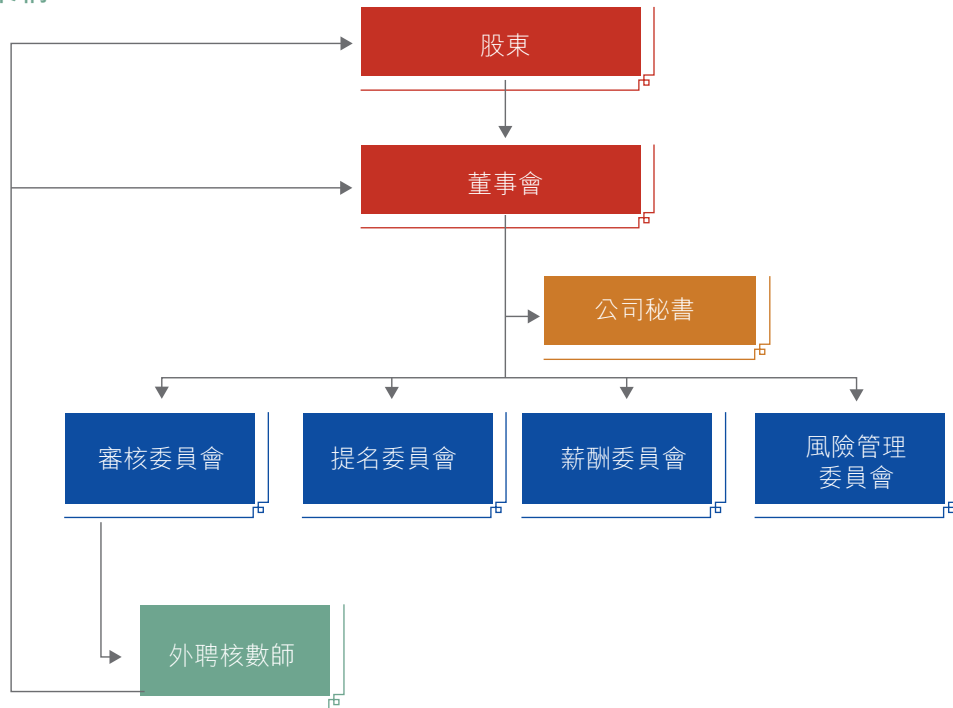 股東
董事會
公司秘書
審核委員會
提名委員會
薪酬委員會
風險管理
委員會
外聘核數師